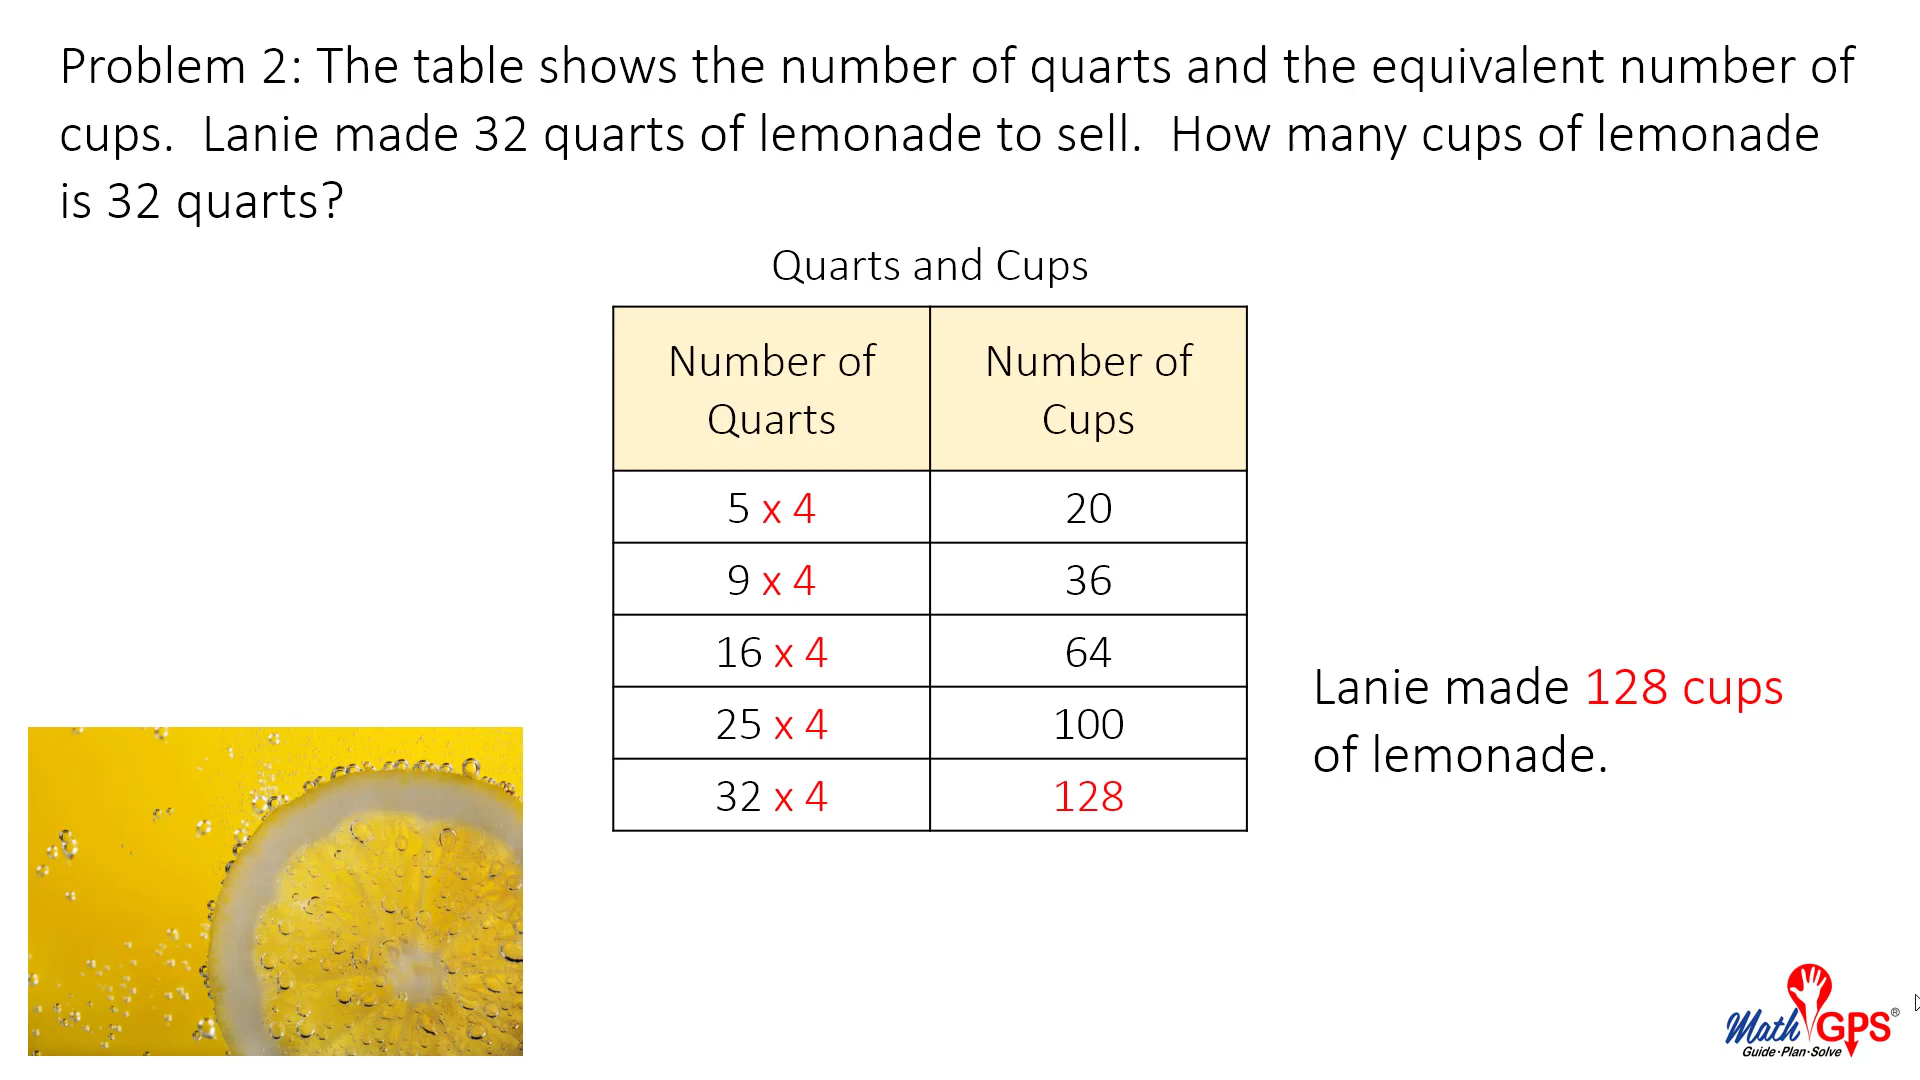 Problem 2: The table shows the number of quarts and the equivalent number of
cups.  Lanie made 32 quarts of lemonade to sell.  How many cups of lemonade
is 32 quarts?
Quarts and Cups
Number of
Quarts
Number of
Cups
5 x 4
20
9 x 4
36
16 x 4
64
25 x 4
100
32 x 4
128
Lanie made 128 cups
of lemonade.
Math GPS®
Guide·Plan·Solve